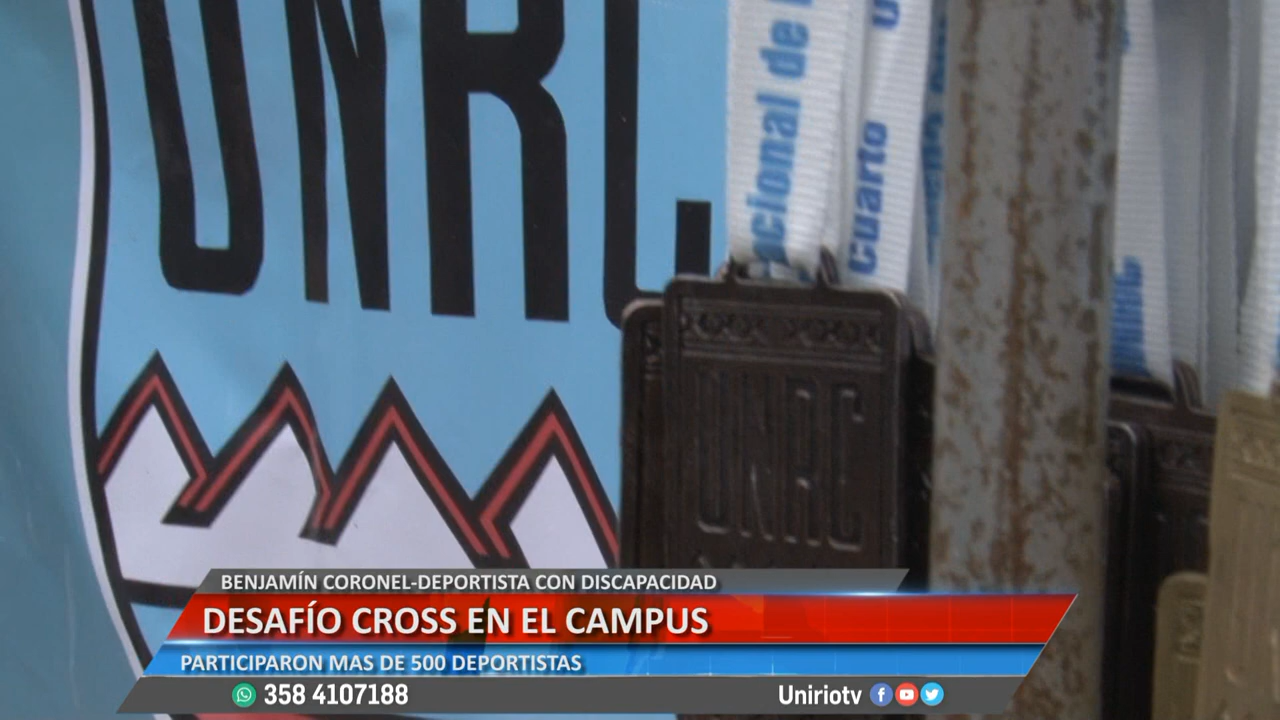 UNRC
acional de
Cuarto
UNRC
BENJAMÍN CORONEL-DEPORTISTA CON DISCAPACIDAD
DESAFÍO CROSS EN EL CAMPUS
PARTICIPARON MAS DE 500 DEPORTISTAS
358 4107188
Uniriotv